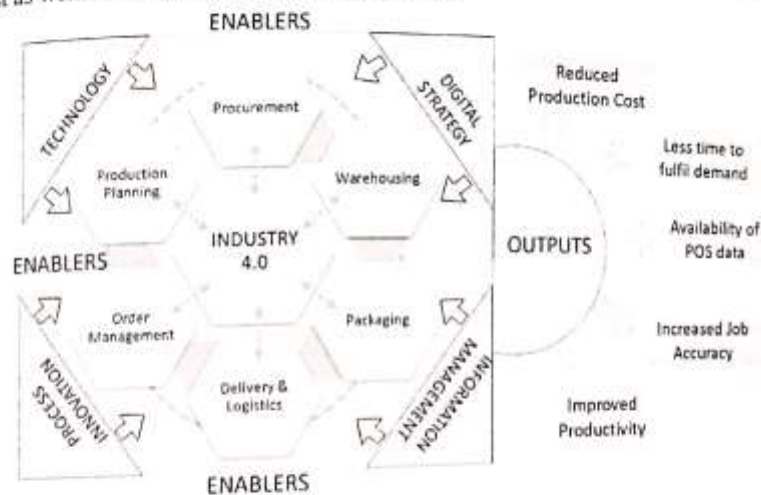 ENABLERS
TECHNOLOGY
DIGITAL
STRATEGY
Procurement
Production
Planning
Warehousing
INDUSTRY
4.0
ENABLERS
Order
Management
Packaging
Delivery &
Logistics
PROCESS
INNOVATION
INFORMATION
MANAGEMENT
ENABLERS
OUTPUTS
Reduced
Production Cost
Less time to
fulfil demand
Availability of
POS data
Increased Job
Accuracy
Improved
Productivity